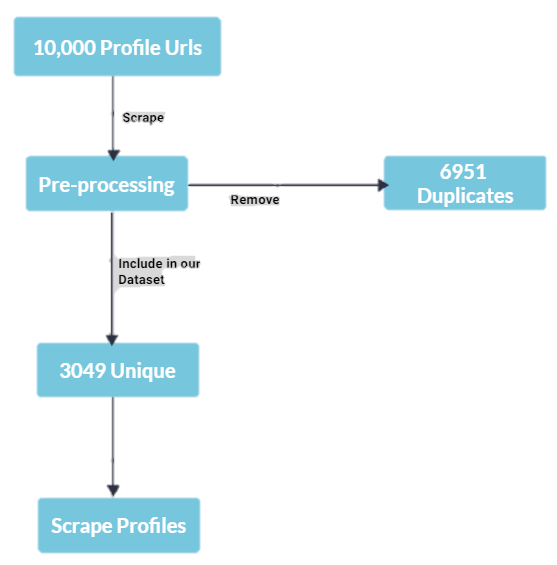 10,000 Profile Urls
Scrape
Pre-processing
Remove
6951
Duplicates
Include in our
Dataset
3049 Unique
Scrape Profiles